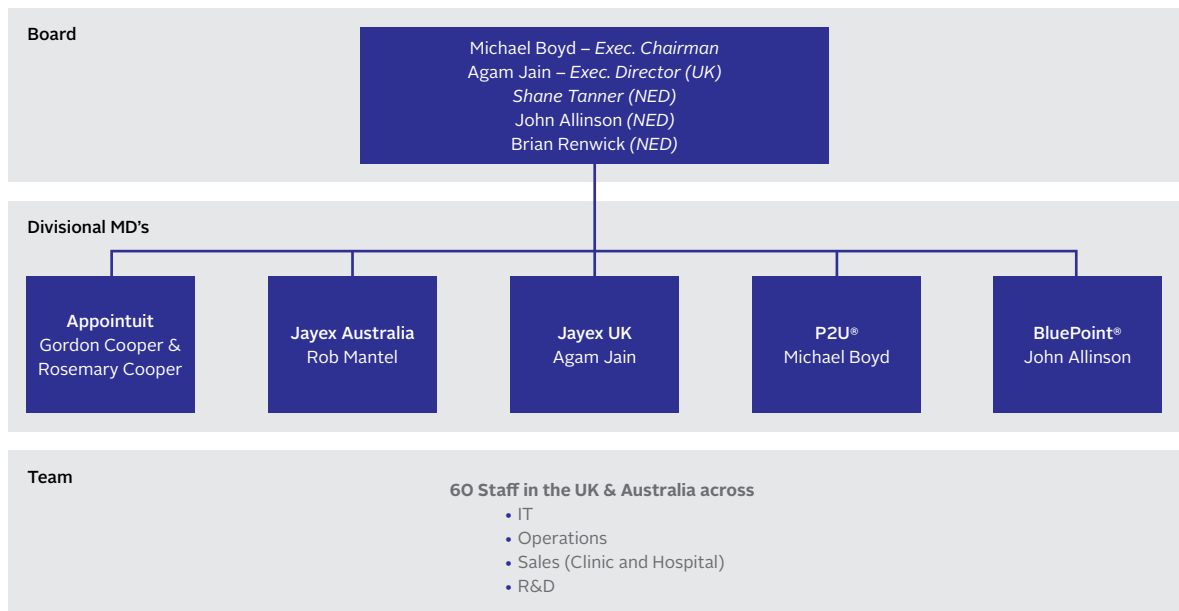 Board
Michael Boyd – Exec. Chairman
Agam Jain – Exec. Director (UK)
Shane Tanner (NED)
John Allinson (NED)
Brian Renwick (NED)
Divisional MD's
Appointuit
Gordon Cooper &
Rosemary Cooper
Jayex Australia
Rob Mantel
Jayex UK
Agam Jain
P2U®
Michael Boyd
BluePoint®
John Allinson
Team
60 Staff in the UK & Australia across
• IT
• Operations
• Sales (Clinic and Hospital)
• R&D